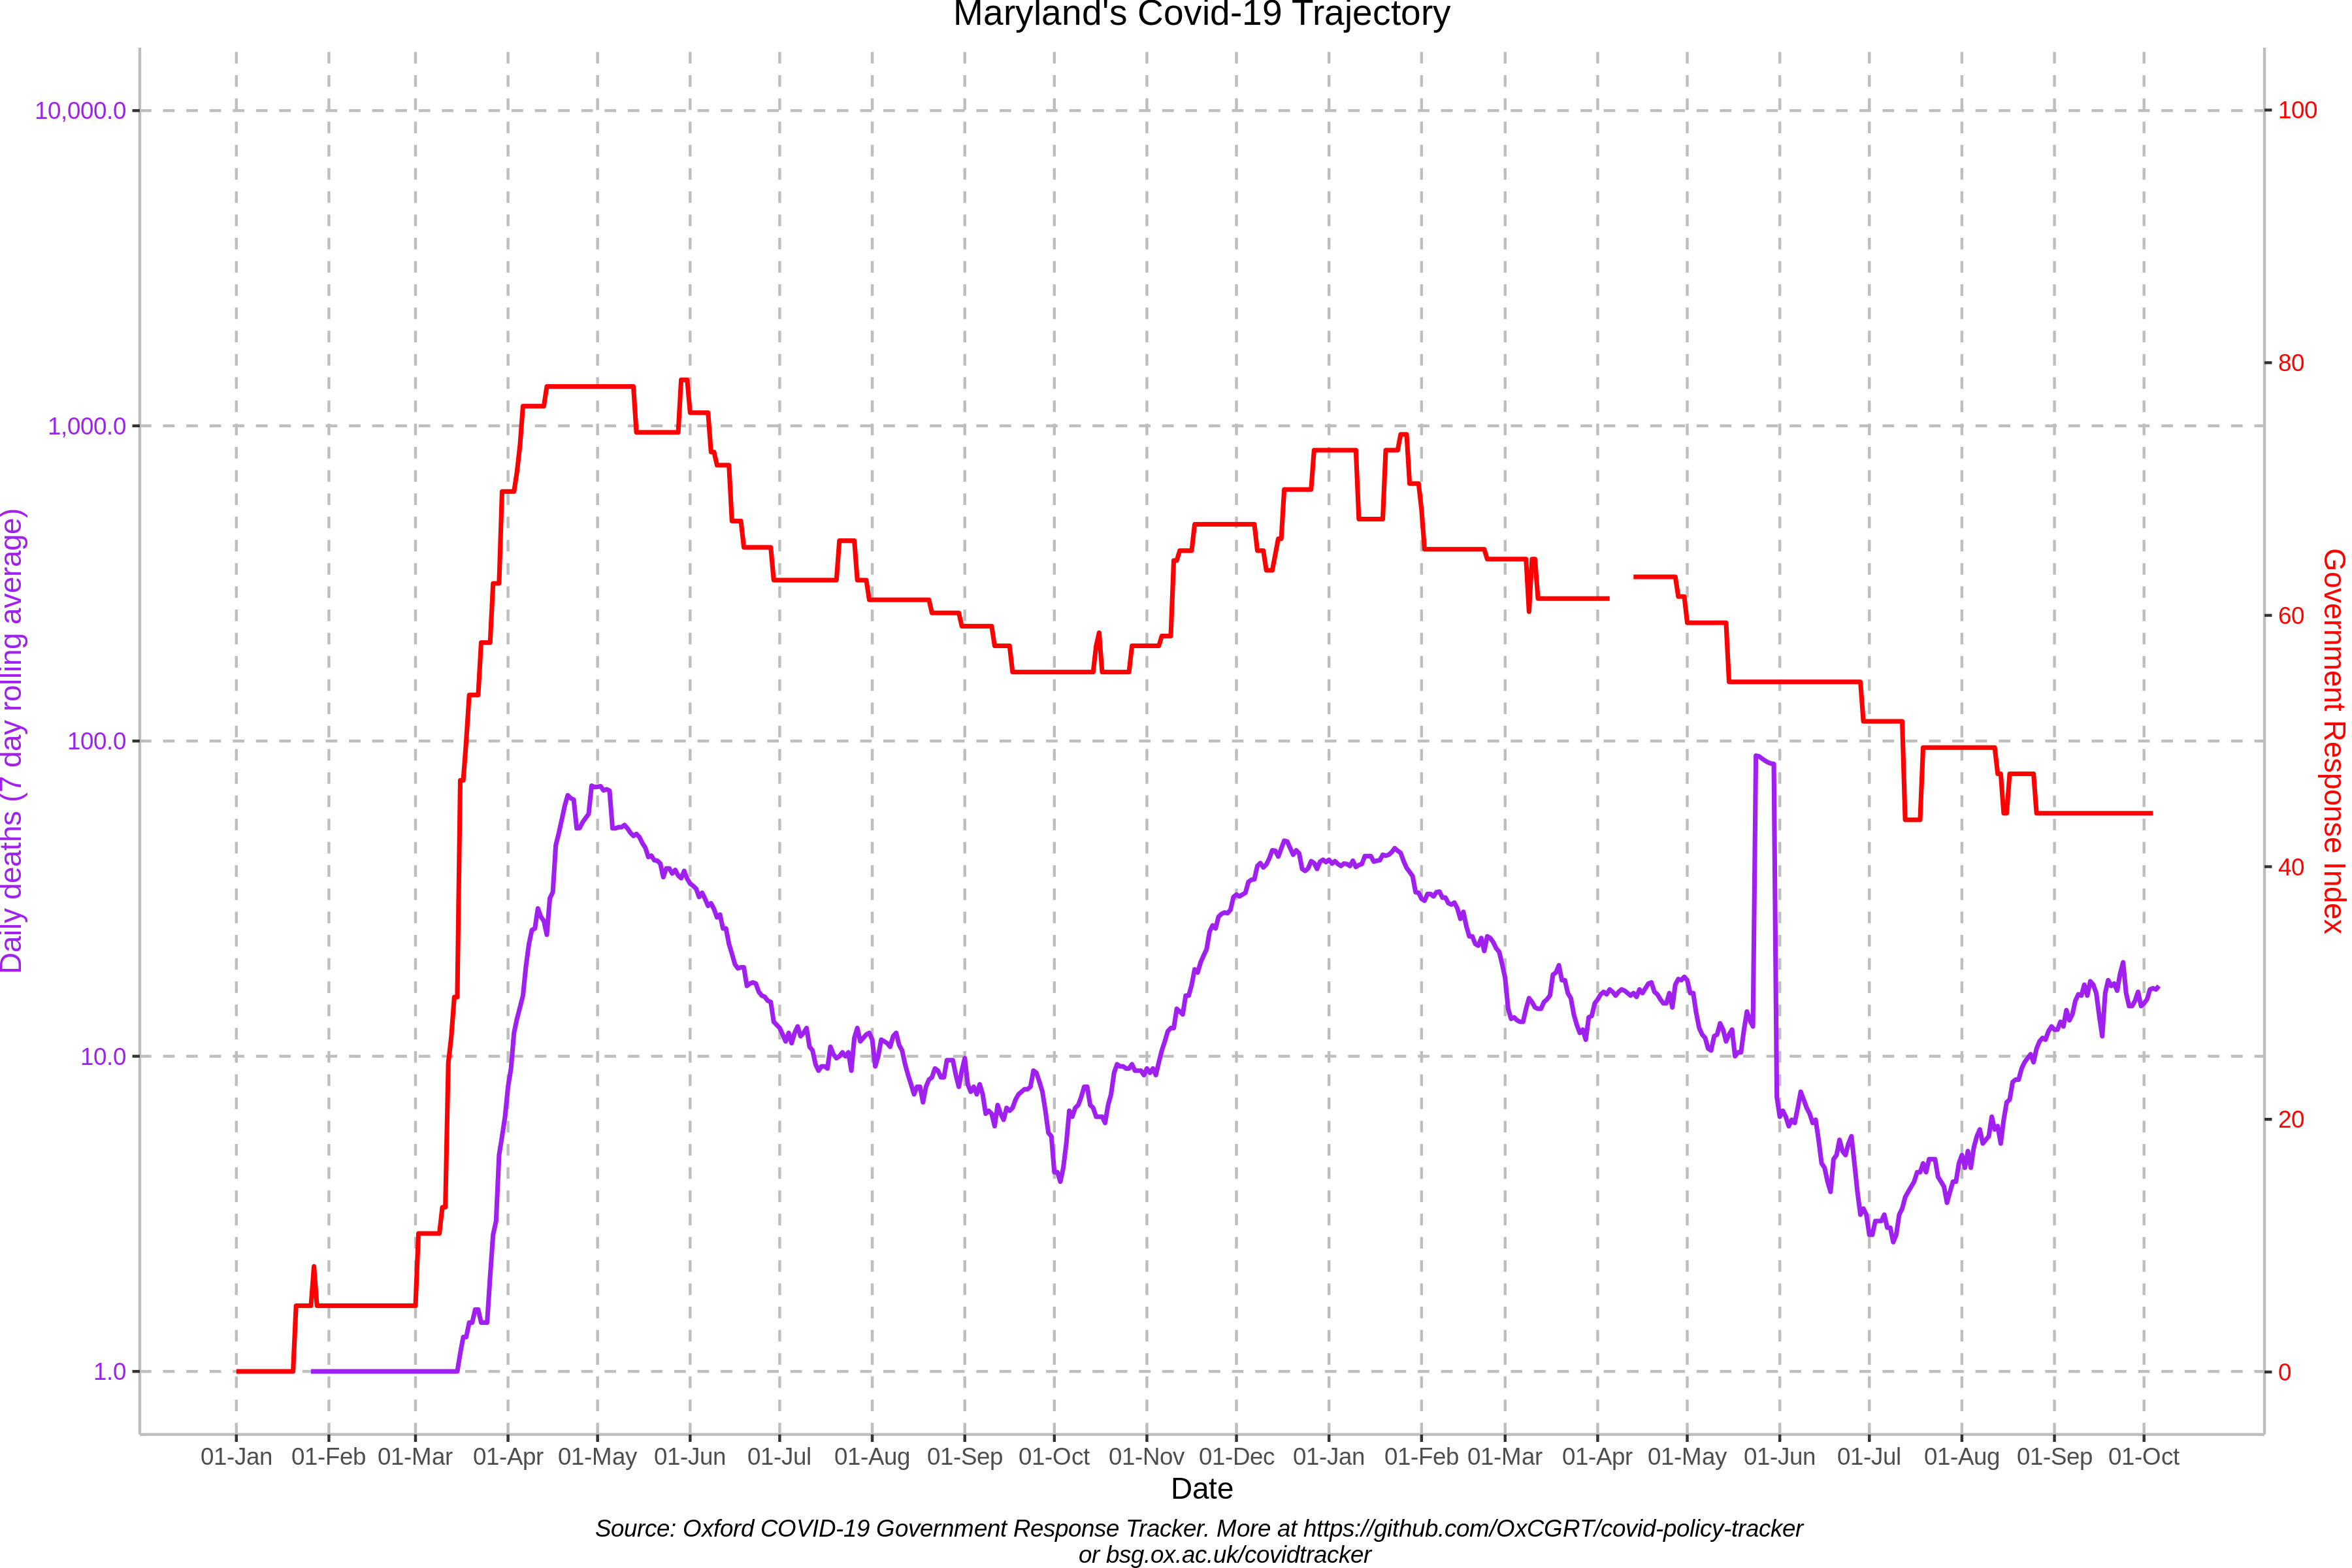 Maryland's Covid-19 Trajectory
10,000.0
1,000.0
100.0
10.0
1.0
Daily deaths (7 day rolling average)
100
80
60
40
20
0
Government Response Index
01-Jan 01-Feb 01-Mar 01-Apr 01-May 01-Jun 01-Jul 01-Aug 01-Sep 01-Oct 01-Nov 01-Dec 01-Jan 01-Feb 01-Mar 01-Apr 01-May 01-Jun 01-Jul 01-Aug 01-Sep 01-Oct
Date
Source: Oxford COVID-19 Government Response Tracker. More at https://github.com/OxCGRT/covid-policy-tracker
or bsg.ox.ac.uk/covidtracker